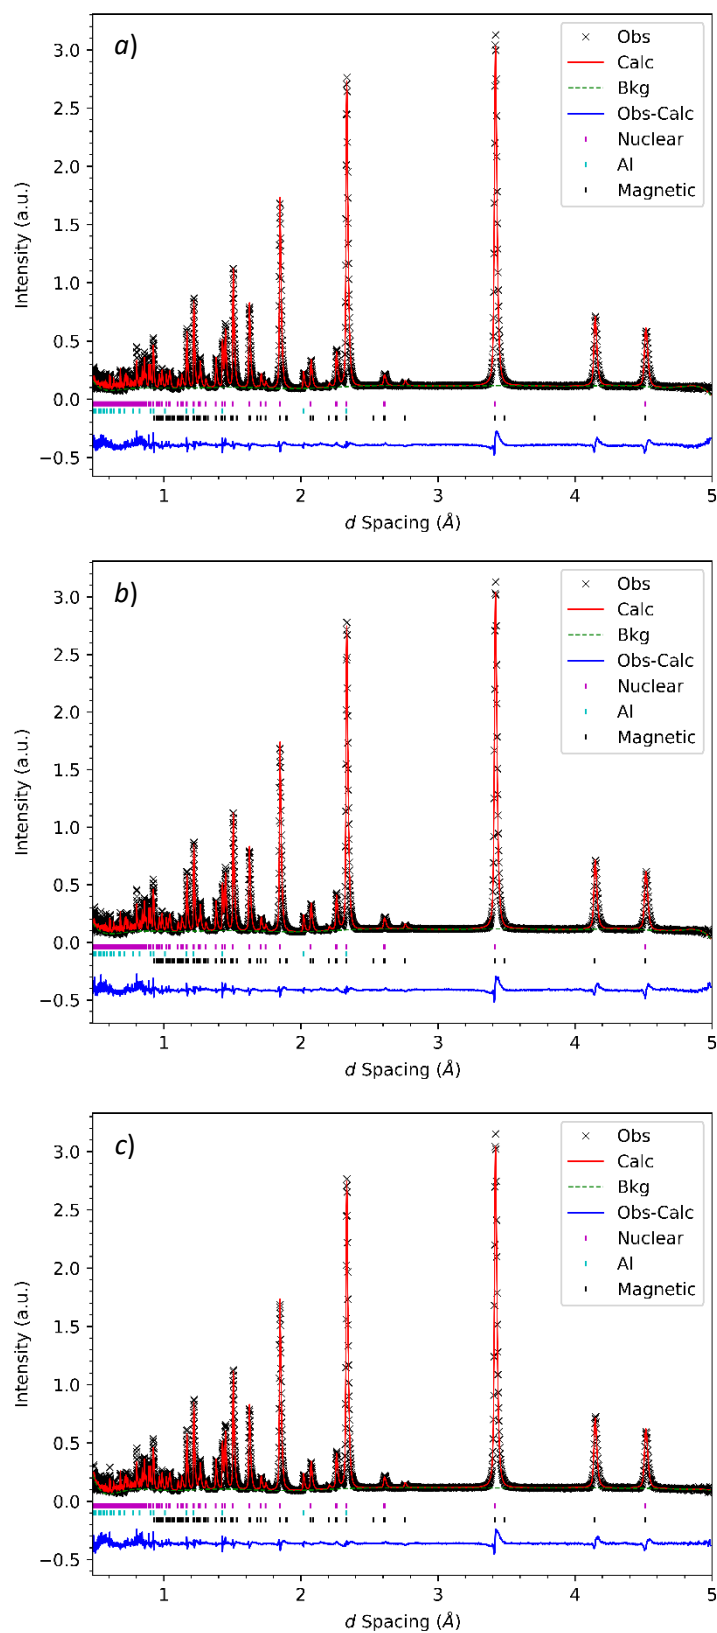 a)
Obs
Calc
Bkg
Obs-Calc
Nuclear
Al
Magnetic
Intensity (a.u.)
3.0
2.5
2.0
1.5
1.0
0.5
0.0
−0.5
1 2 3 4 5
d Spacing (Å)
b)
Obs
Calc
Bkg
Obs-Calc
Nuclear
Al
Magnetic
Intensity (a.u.)
3.0
2.5
2.0
1.5
1.0
0.5
0.0
−0.5
1 2 3 4 5
d Spacing (Å)
c)
Obs
Calc
Bkg
Obs-Calc
Nuclear
Al
Magnetic
Intensity (a.u.)
3.0
2.5
2.0
1.5
1.0
0.5
0.0
−0.5
1 2 3 4 5
d Spacing (Å)